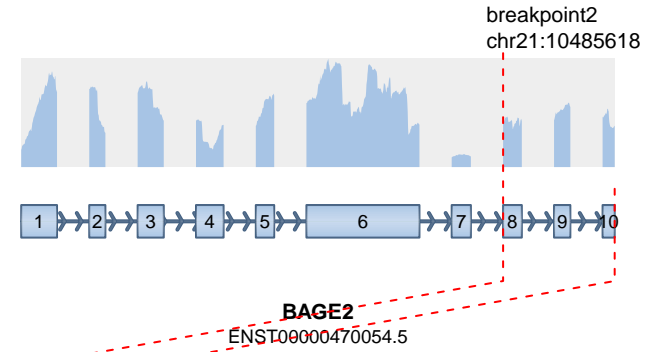 breakpoint2
chr21:10485618
1 2 3 4 5 6 7 8 9 10
BAGE2
ENST00000470054.5